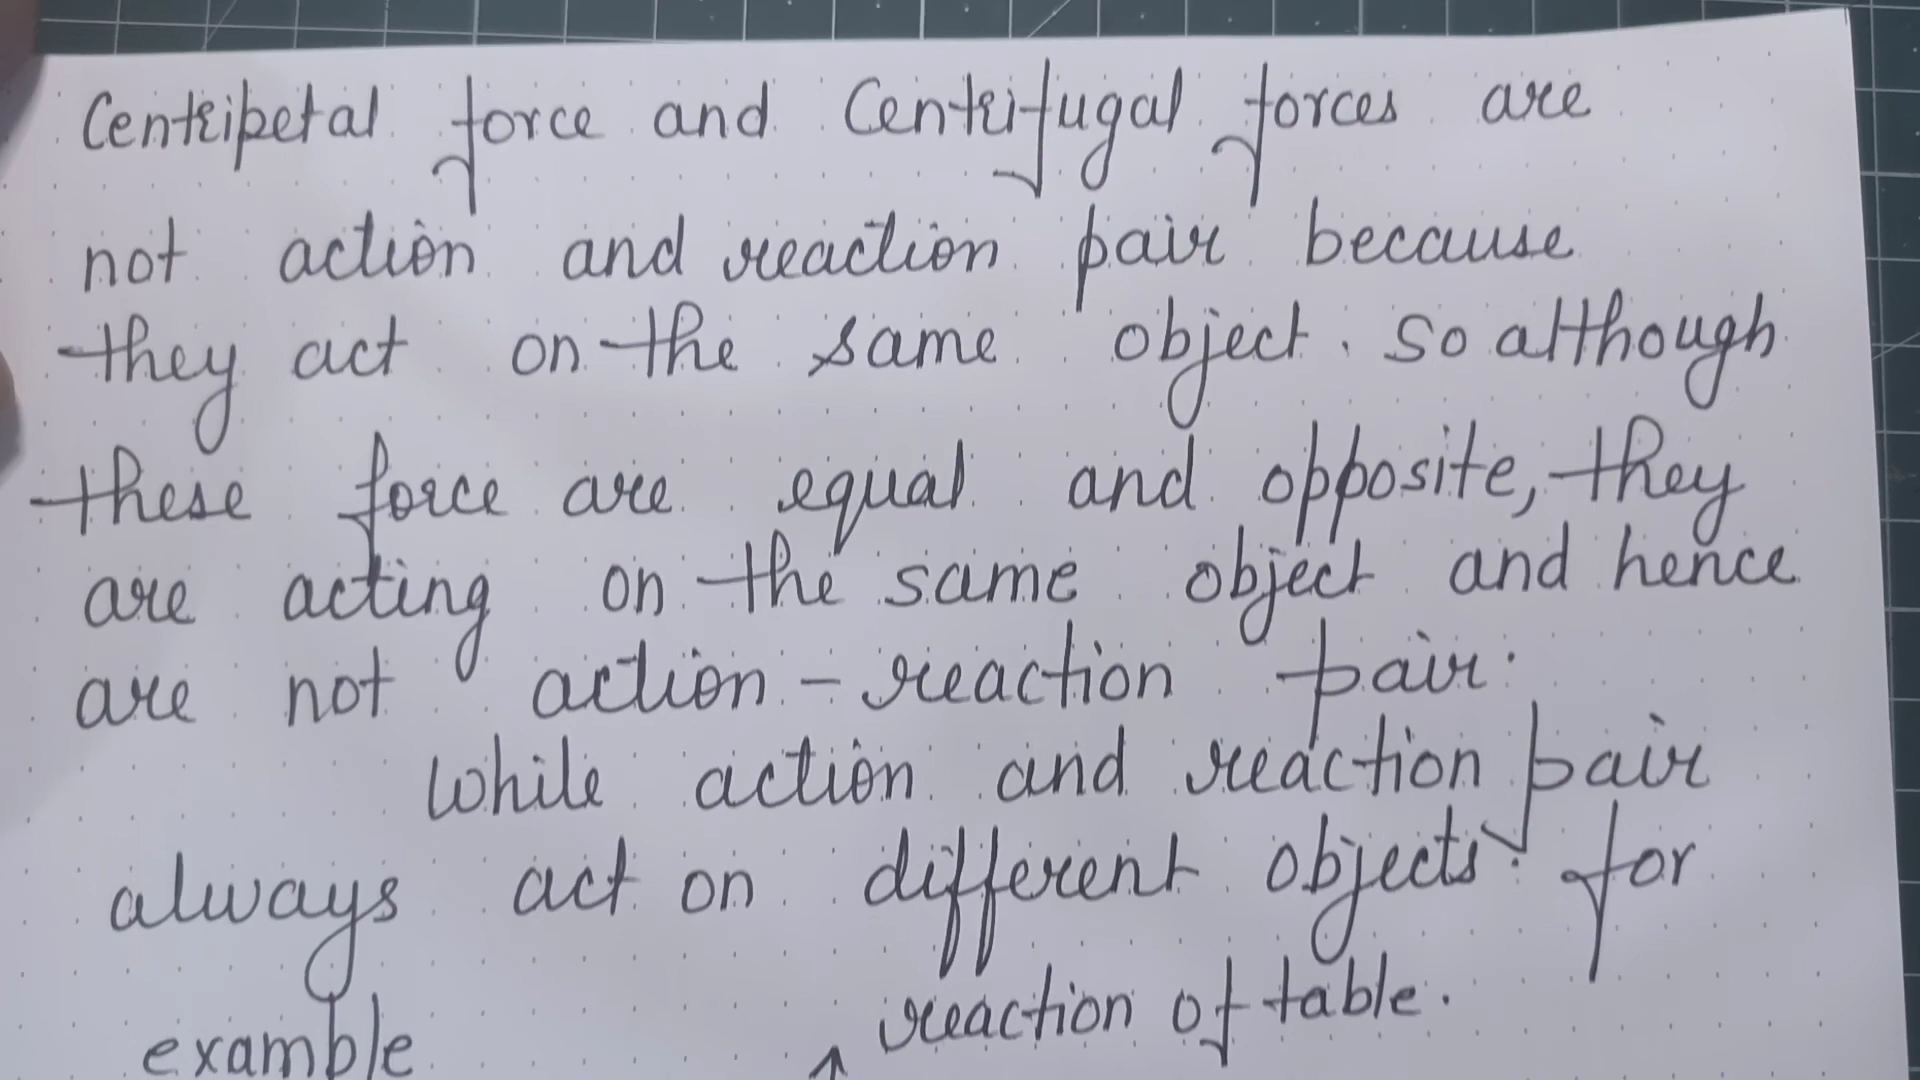 Centripetal force and Centrifugal forces are
not action and reaction pair because
they act on the same object. So although
these force are equal and opposite, they
are acting on the same object and hence
are not action - reaction pair.
while action and reaction pair
always act on different objects. for
example
reaction of table.